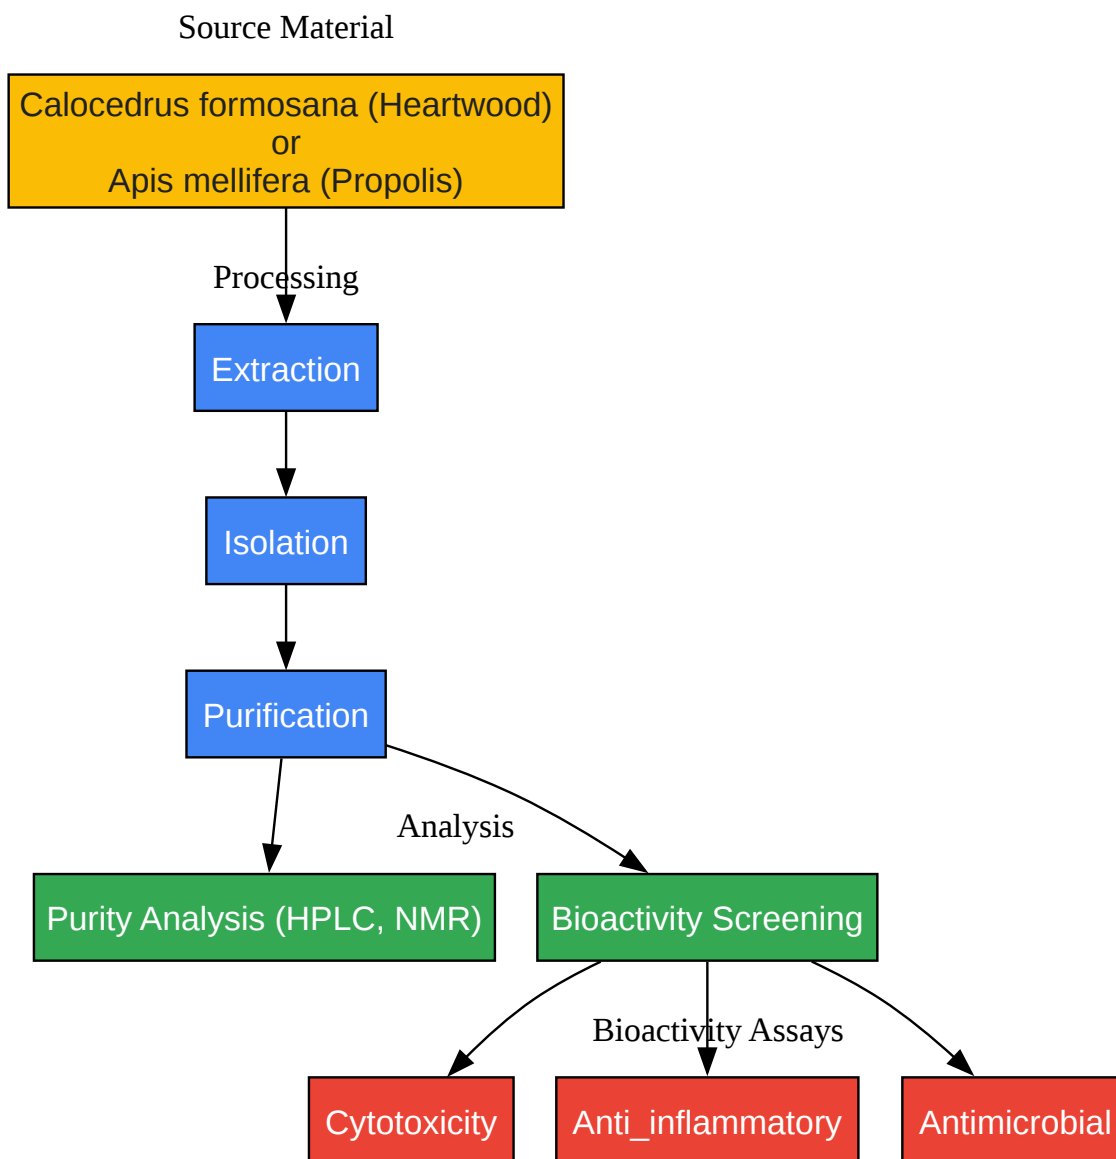 Source Material
Calocedrus formosana (Heartwood)
or
Apis mellifera (Propolis)
Processing
Extraction
Isolation
Purification
Analysis
Purity Analysis (HPLC, NMR)
Bioactivity Screening
Bioactivity Assays
Cytotoxicity
Anti_inflammatory
Antimicrobial